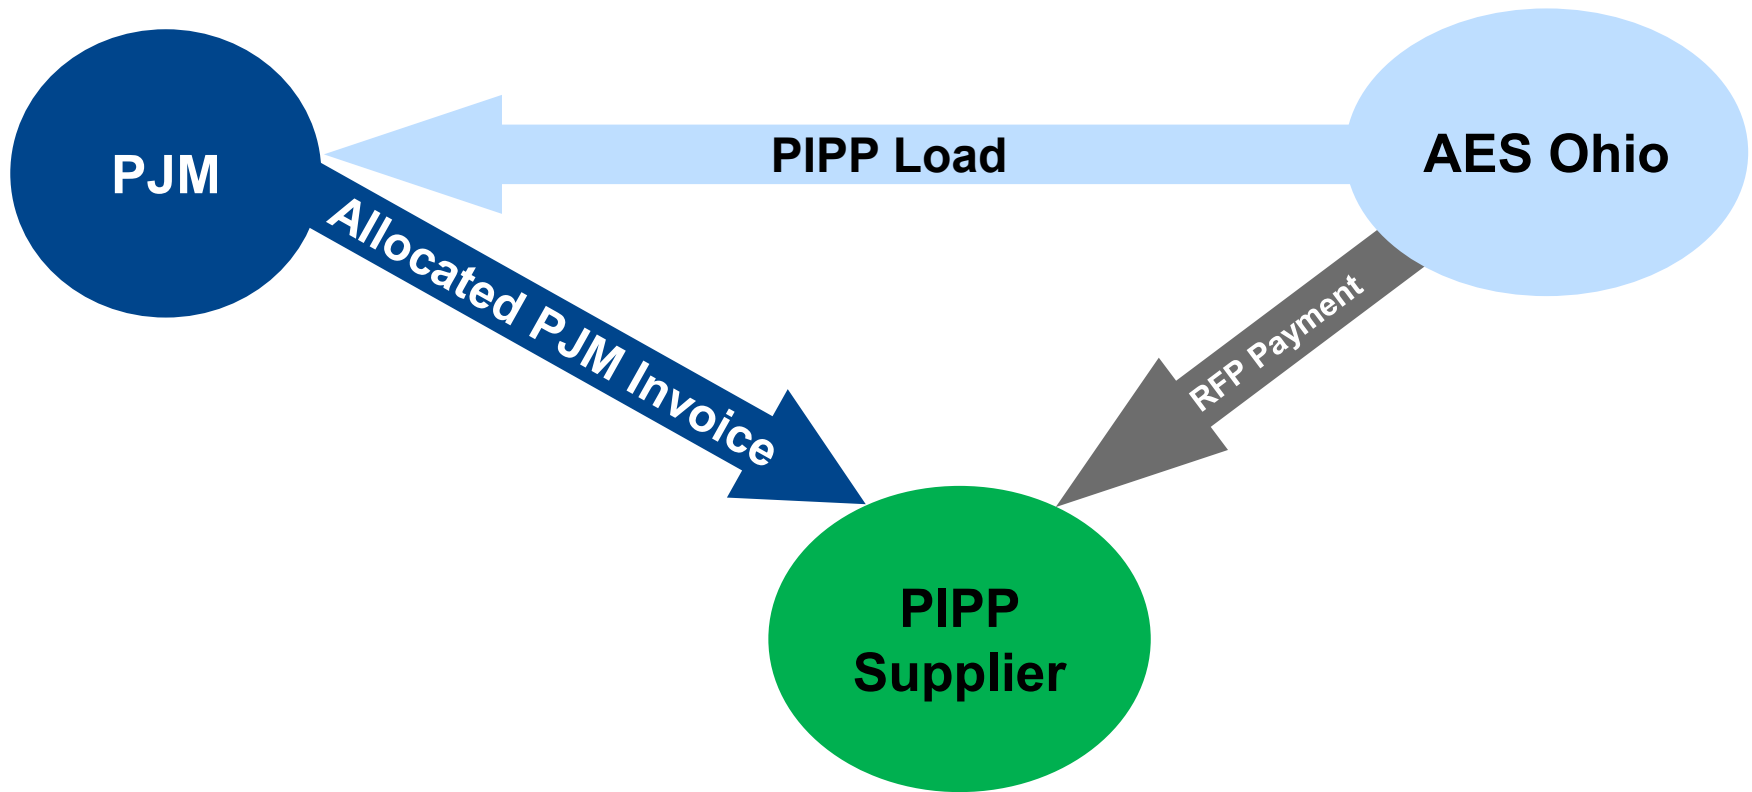 PJM
PIPP Load
AES Ohio
Allocated PJM Invoice
RFP Payment
PIPP
Supplier